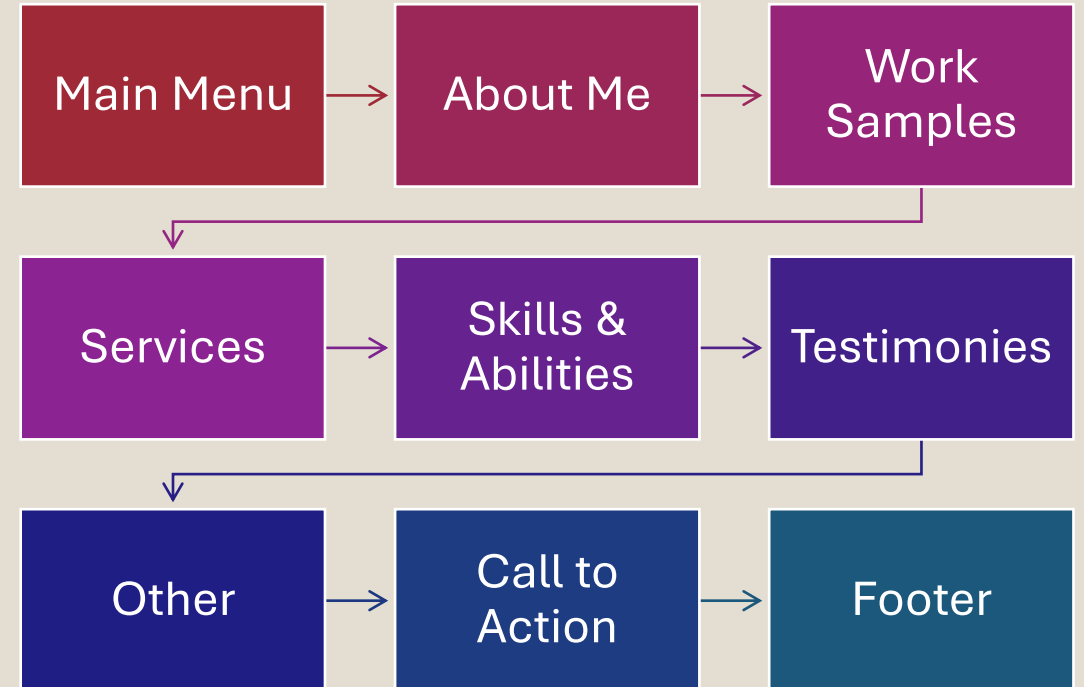 Main Menu
About Me
Work
Samples
Services
Skills &
Abilities
Testimonies
Other
Call to
Action
Footer